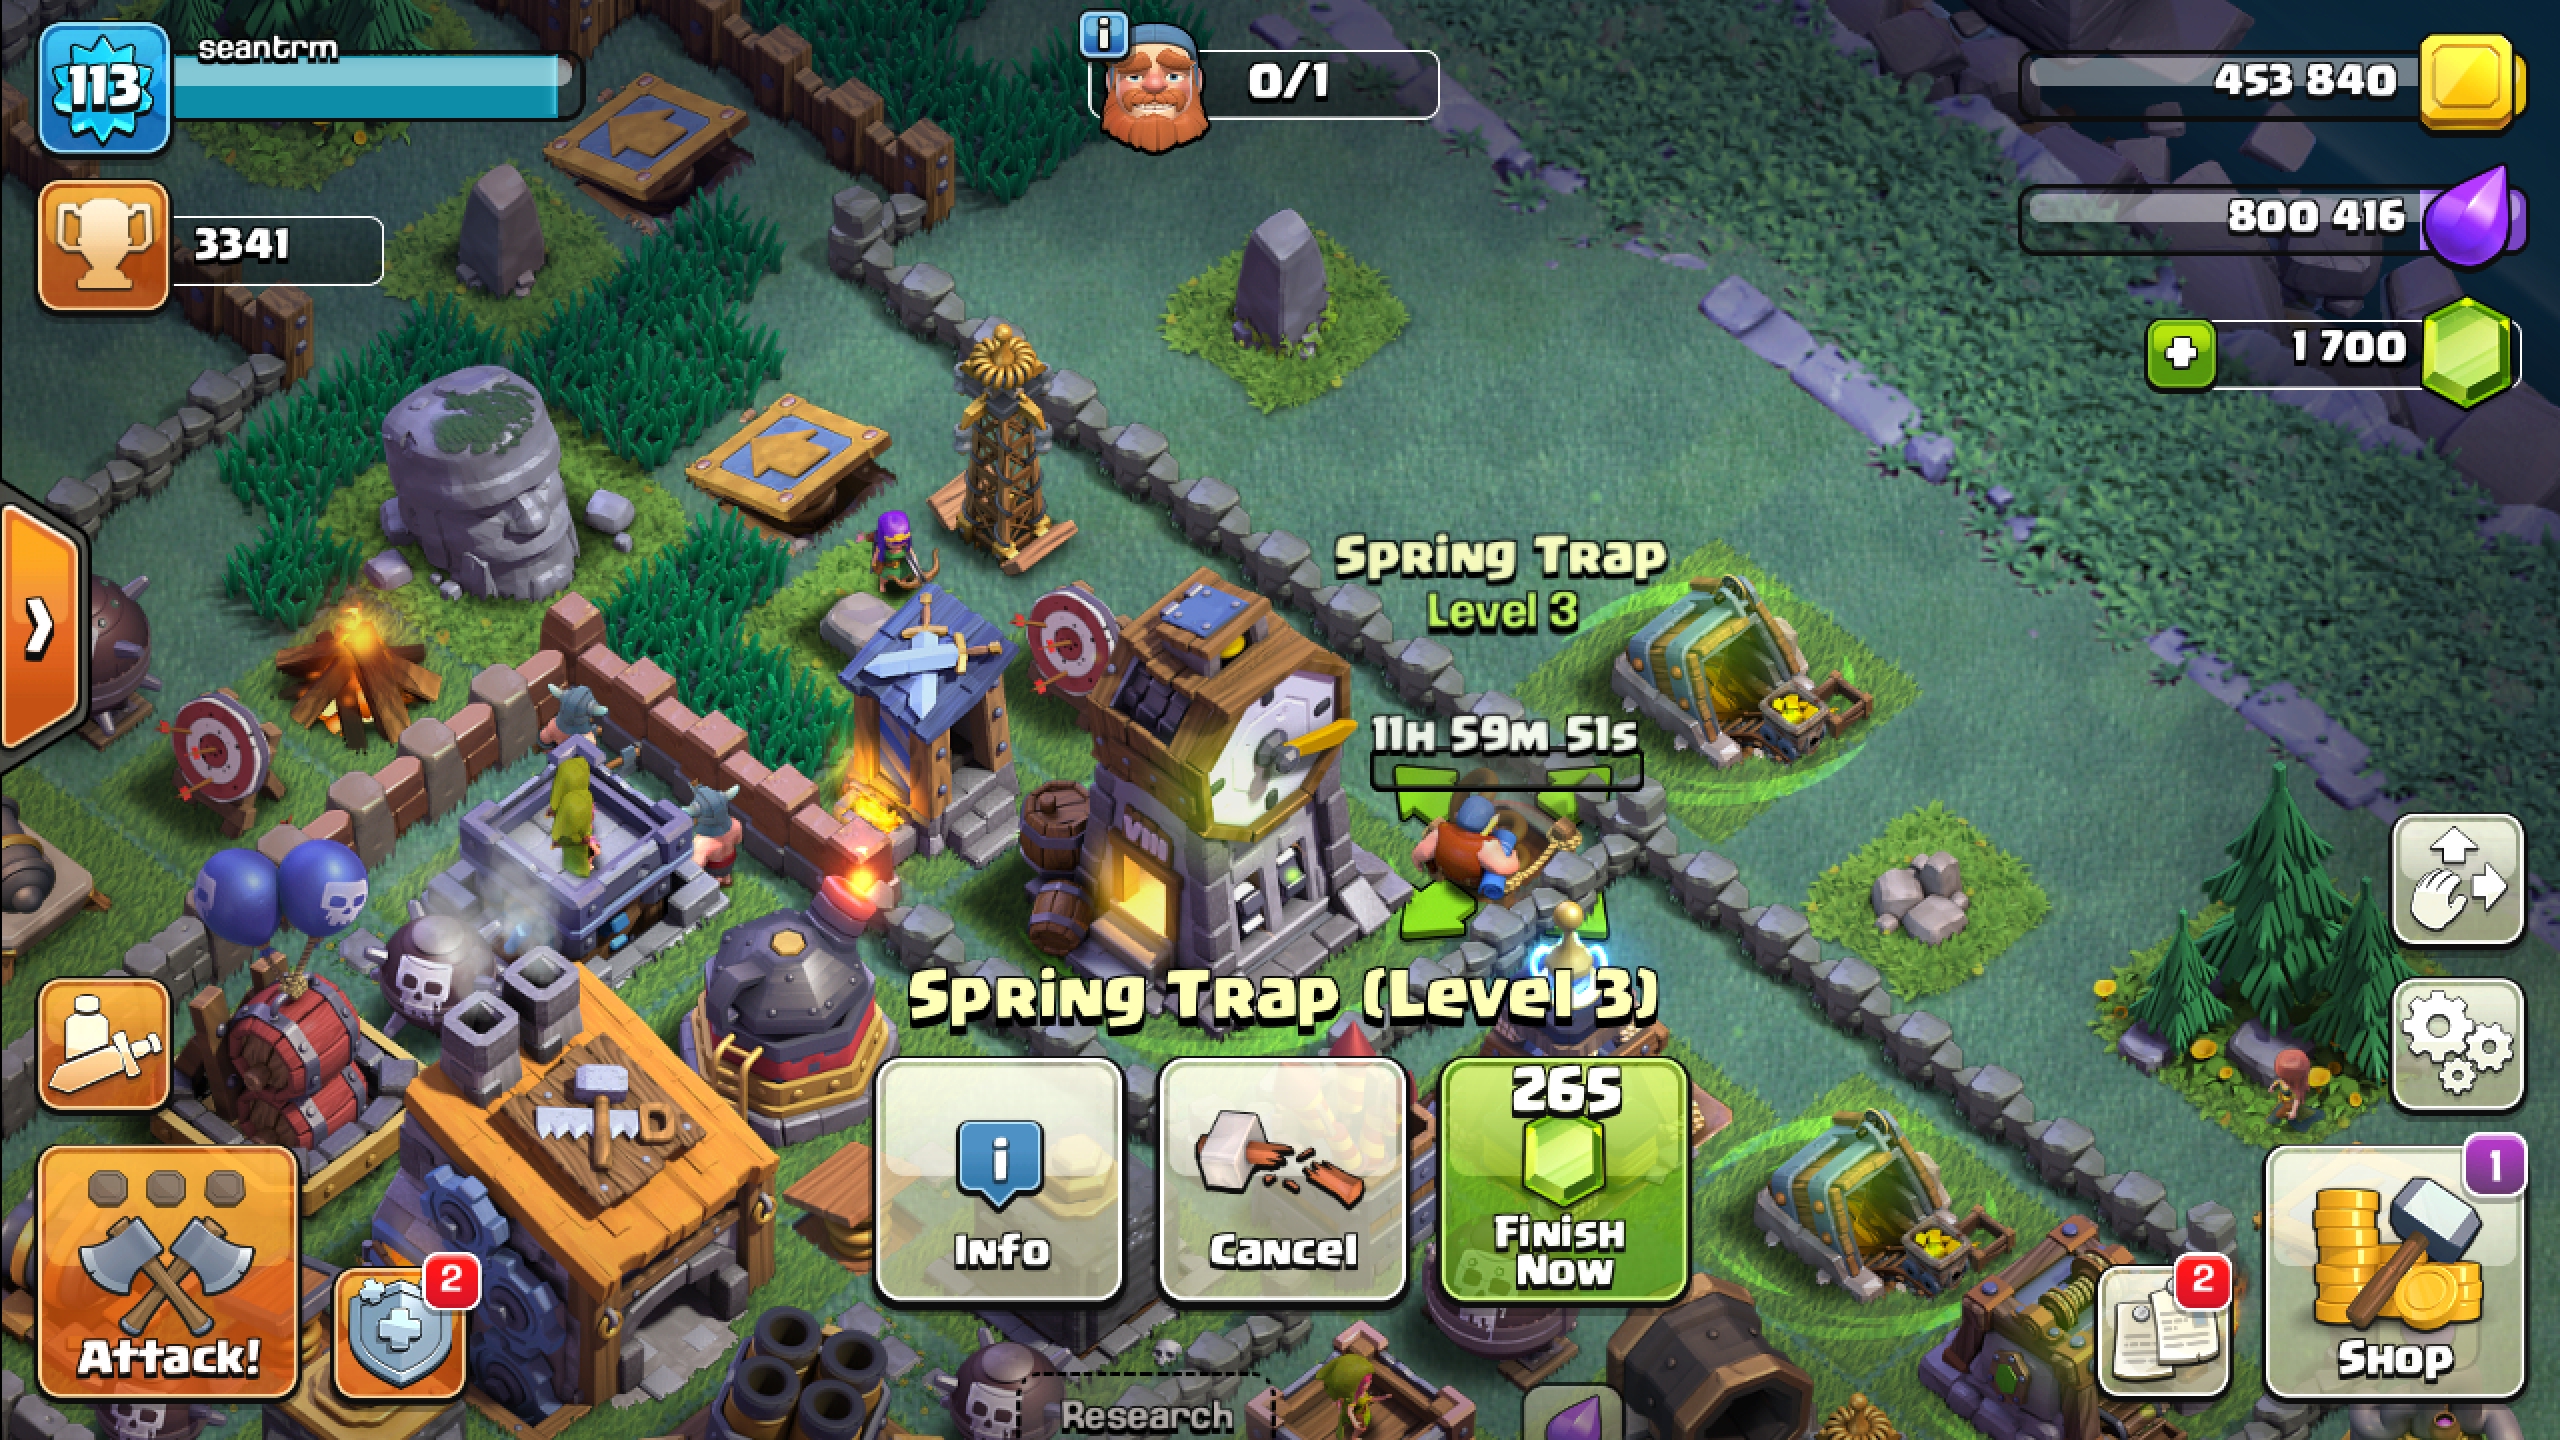 113
seantrm
0/1
453 840
3341
800 416
1 700
Spring Trap
Level 3
11H 59M 51s
VIII
Spring Trap (Level 3)
Info
Cancel
265
Finish
Now
Attack!
2
2
1
Shop
Research